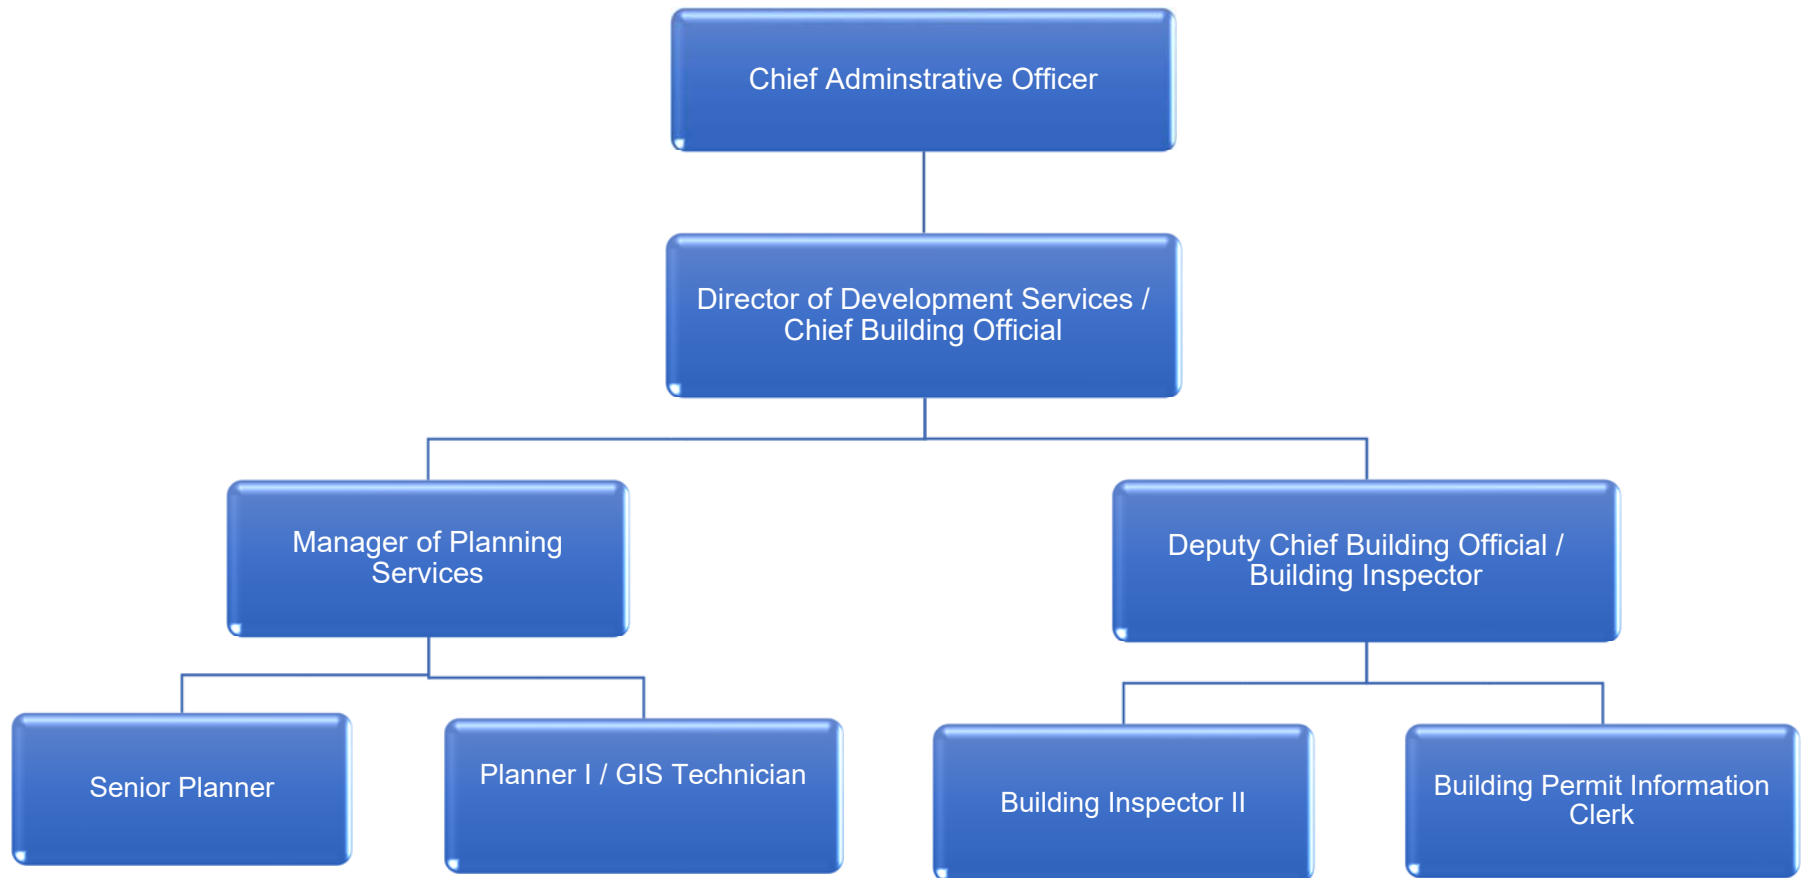 Chief Adminstrative Officer
Director of Development Services /
Chief Building Official
Manager of Planning
Services
Deputy Chief Building Official /
Building Inspector
Senior Planner
Planner I / GIS Technician
Building Inspector II
Building Permit Information
Clerk